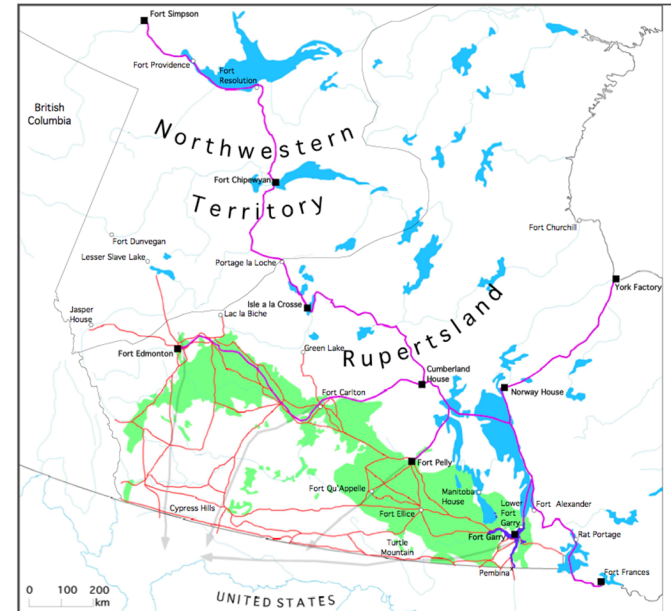 Fort Simpson
Fort Providence
Fort
Resolution
British
Columbia
Northwestern
Territory
Fort Chipewyan
Fort Churchill
Fort Dunvegan
Lesser Slave Lake
Portage la Loche
York Factory
Isle a la Crosse
Jasper
House
Lac la Biche
Rupertsland
Green Lake
Fort Edmonton
Cumberland
House
Norway House
Fort Carlton
Fort Pelly
Fort Qu'Appelle
Manitoba
House
Lower
Fort
Garry
Fort Alexander
Cypress Hills
Fort Ellice
Fort Garry
Rat Portage
Turtle
Mountain
Pembina
Fort Frances
0 100 200
km
UNITED STATES